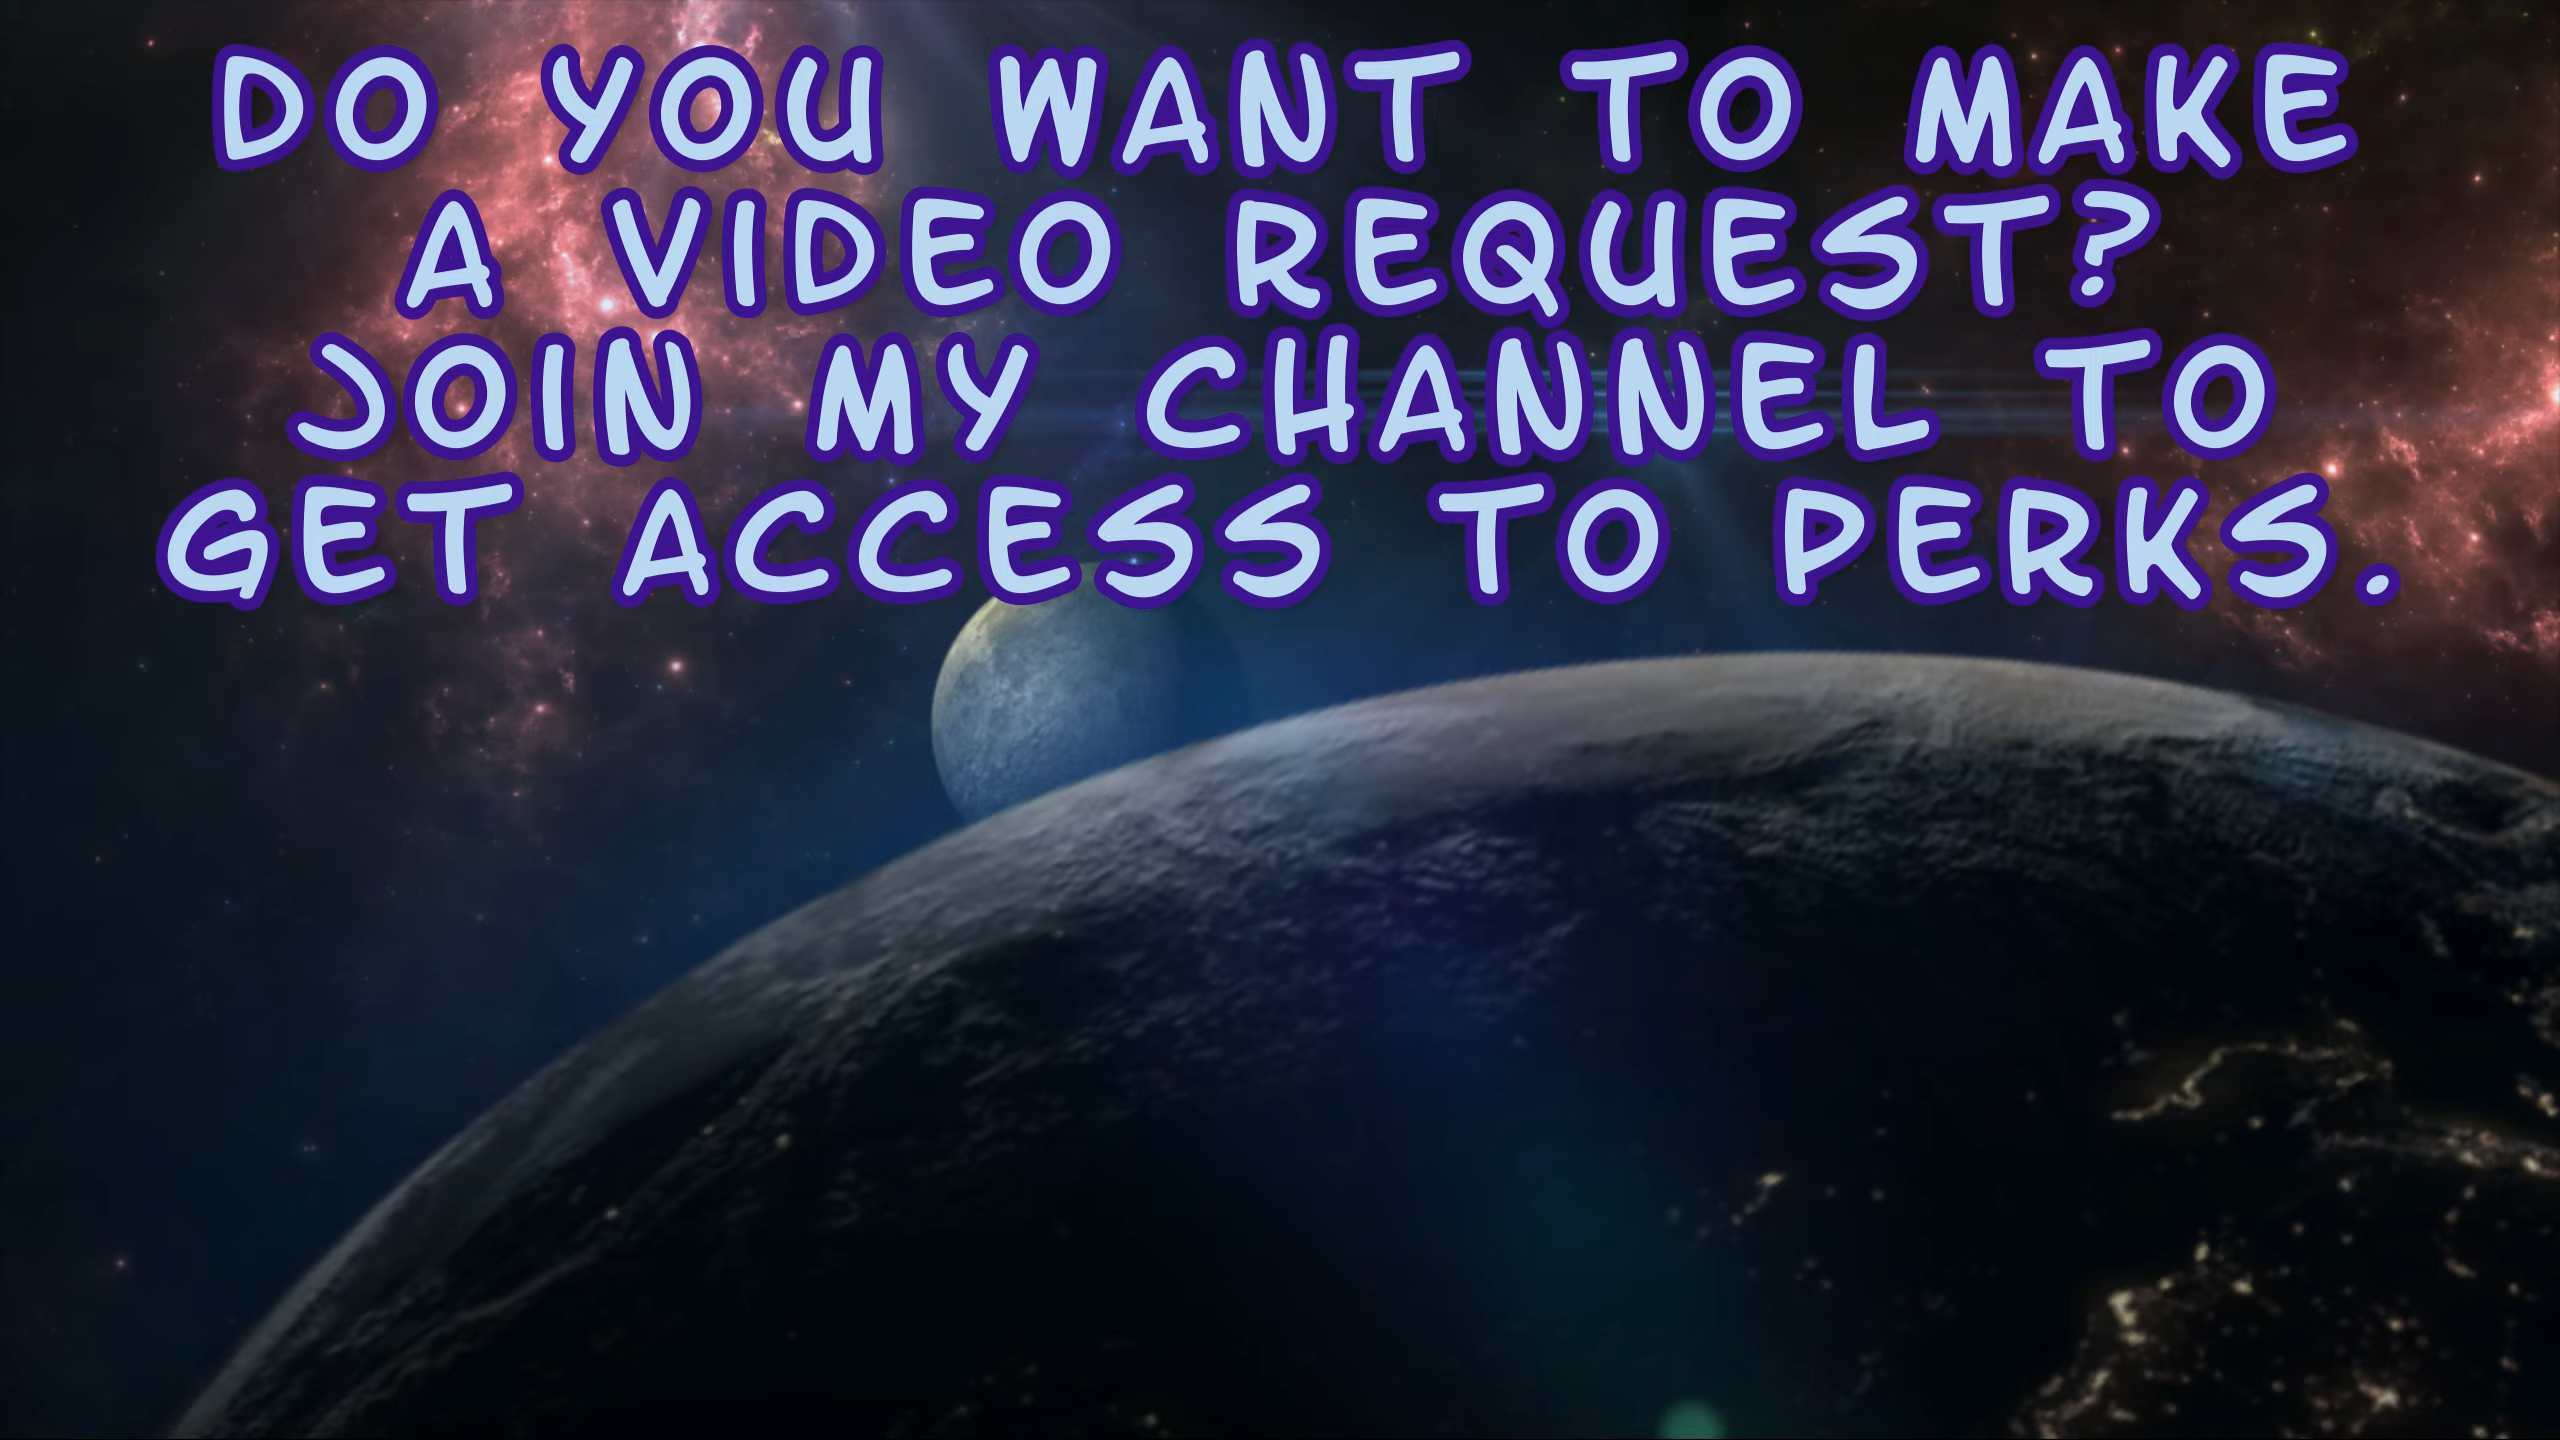 DO YOU WANT TO MAKE
A VIDEO REQUEST?
JOIN MY CHANNEL TO
GET ACCESS TO PERKS.